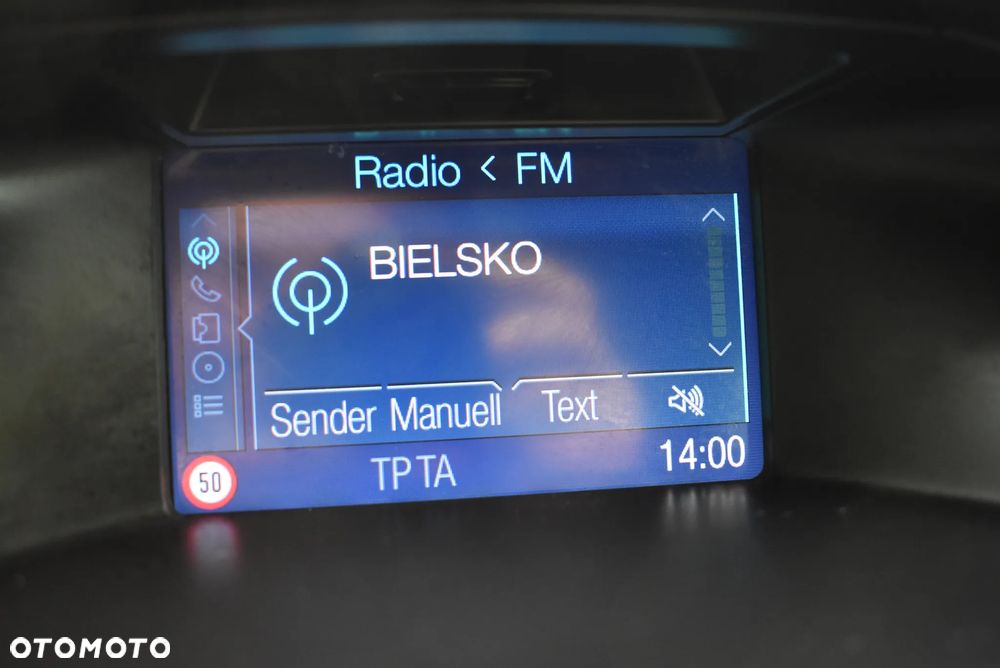 Radio < FM
BIELSKO
Sender Manuell Text
50
TP TA
14:00
OTOMOTO